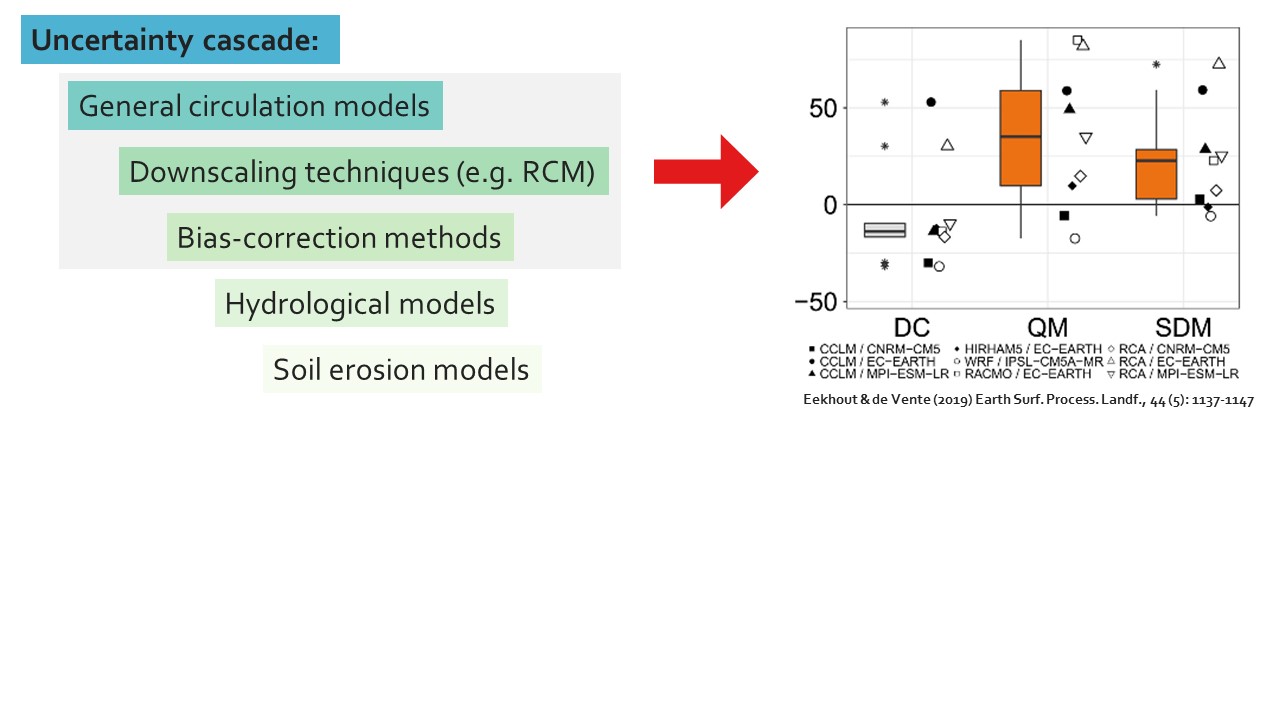 Uncertainty cascade:
General circulation models
Downscaling techniques (e.g. RCM)
Bias-correction methods
Hydrological models
Soil erosion models
50
0
−50
DC QM SDM
CCLM / CNRM−CM5 HIRHAM5 / EC−EARTH RCA / CNRM−CM5
CCLM / EC−EARTH WRF / IPSL−CM5A−MR RCA / EC−EARTH
CCLM / MPI−ESM−LR RACMO / EC−EARTH RCA / MPI−ESM−LR
Eekhout & de Vente (2019) Earth Surf. Process. Landf., 44 (5): 1137-1147